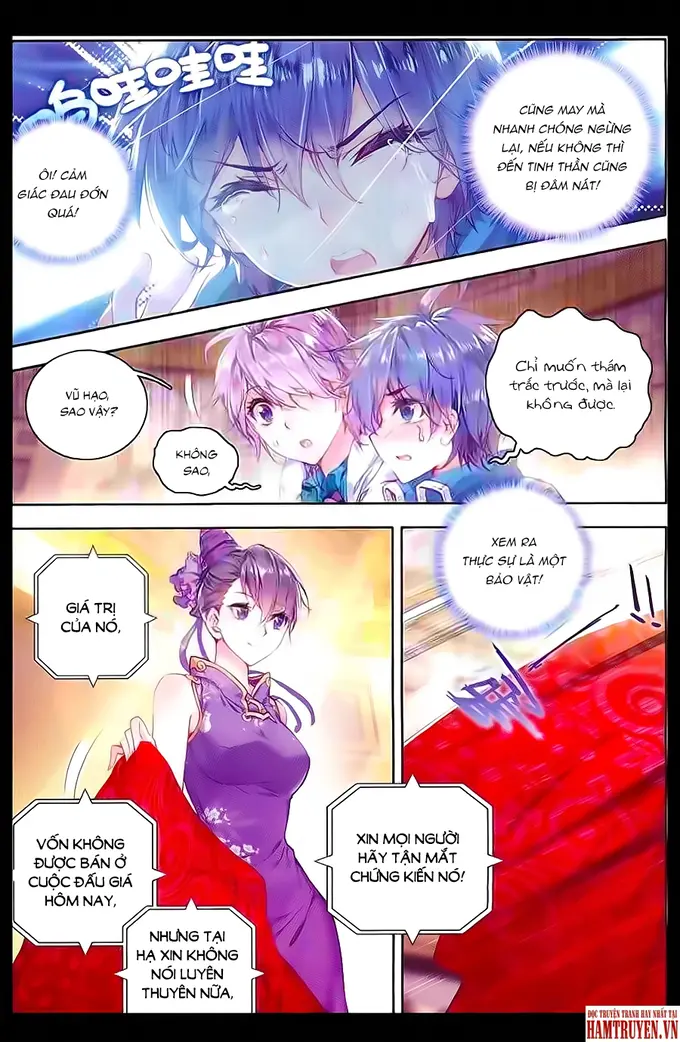 呜哇哇哇
ÔI! CẢM
GIÁC ĐAU ĐỚN
QUÁ!
CŨNG MAY MÀ
NHANH CHÓNG NGỪNG
LẠI, NẾU KHÔNG THÌ
ĐẾN TINH THẦN CŨNG
BỊ ĐÂM NÁT!
VŨ HẠO,
SAO VẬY?
KHÔNG
SAO,
Chỉ muốn thám
trắc trước, mà lại
không được.
GIÁ TRỊ
CỦA NÓ,
VỐN KHÔNG
ĐƯỢC BÁN Ở
CUỘC ĐẤU GIÁ
HÔM NAY,
NHƯNG TẠI
HẠ XIN KHÔNG
NÓI LUYÊN
THUYÊN NỮA,
XEM RA
THỰC SỰ LÀ MỘT
BẢO VẬT!
XIN MỌI NGƯỜI
HÃY TẬN MẮT
CHỨNG KIẾN NÓ!
ĐỌC TRUYỆN TRANH HAY NHẤT TẠI
HAMTRUYEN.VN